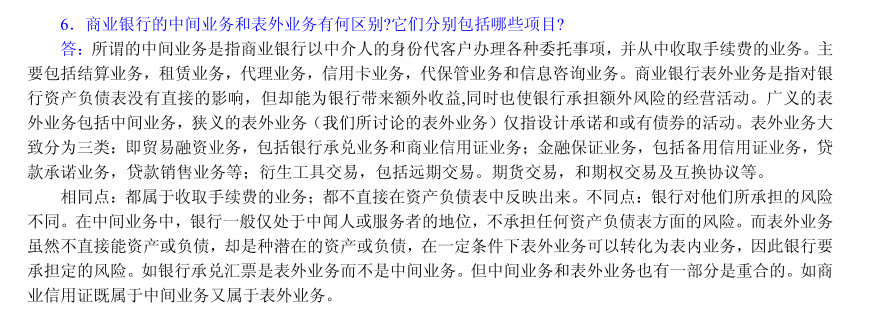 6．商业银行的中间业务和表外业务有何区别?它们分别包括哪些项目?
答：所谓的中间业务是指商业银行以中介人的身份代客户办理各种委托事项，并从中收取手续费的业务。主
要包括结算业务，租赁业务，代理业务，信用卡业务，代保管业务和信息咨询业务。商业银行表外业务是指对银
行资产负债表没有直接的影响，但却能为银行带来额外收益,同时也使银行承担额外风险的经营活动。广义的表
外业务包括中间业务，狭义的表外业务（我们所讨论的表外业务）仅指设计承诺和或有债券的活动。表外业务大
致分为三类：即贸易融资业务，包括银行承兑业务和商业信用证业务；金融保证业务，包括备用信用证业务，贷
款承诺业务，贷款销售业务等；衍生工具交易，包括远期交易。期货交易，和期权交易及互换协议等。
相同点：都属于收取手续费的业务；都不直接在资产负债表中反映出来。不同点：银行对他们所承担的风险
不同。在中间业务中，银行一般仅处于中闻人或服务者的地位，不承担任何资产负债表方面的风险。而表外业务
虽然不直接能资产或负债，却是种潜在的资产或负债，在一定条件下表外业务可以转化为表内业务，因此银行要
承担定的风险。如银行承兑汇票是表外业务而不是中间业务。但中间业务和表外业务也有一部分是重合的。如商
业信用证既属于中间业务又属于表外业务。